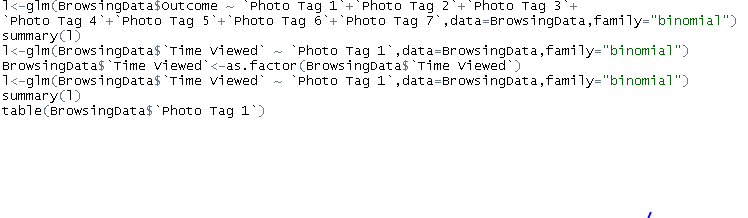 l<-glm(BrowsingData$Outcome ~ `Photo Tag 1`+`Photo Tag 2`+`Photo Tag 3`+
`Photo Tag 4`+`Photo Tag 5`+`Photo Tag 6`+`Photo Tag 7`,data=BrowsingData,family="binomial")
summary(l)
l<-glm(BrowsingData$`Time Viewed` ~ `Photo Tag 1`,data=BrowsingData,family="binomial")
BrowsingData$`Time Viewed`<-as.factor(BrowsingData$`Time Viewed`)
l<-glm(BrowsingData$`Time Viewed` ~ `Photo Tag 1`,data=BrowsingData,family="binomial")
summary(l)
table(BrowsingData$`Photo Tag 1`)